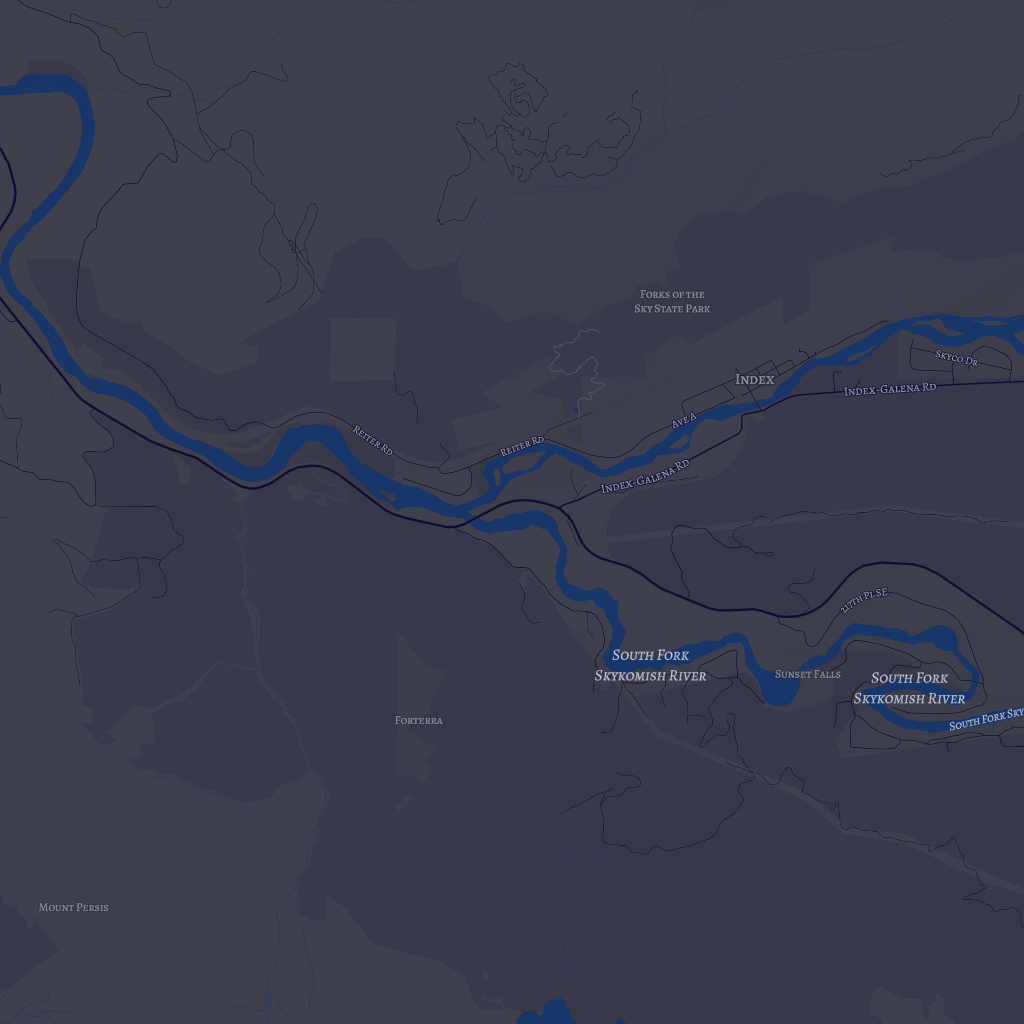 Forks of the
Sky State Park
Skyco Dr
Index
Index-Galena Rd
Ave A
Reiter Rd
Reiter Rd
Index-Galena Rd
217th Pl SE
South Fork
Skykomish River
Sunset Falls
South Fork
Skykomish River
South Fork Sky
Forterra
Mount Persis